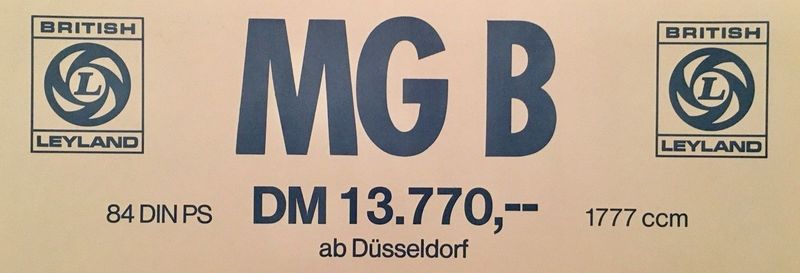 BRITISH
L
LEYLAND
MG B
BRITISH
L
LEYLAND
84 DIN PS
DM 13.770,--
1777 ccm
ab Düsseldorf